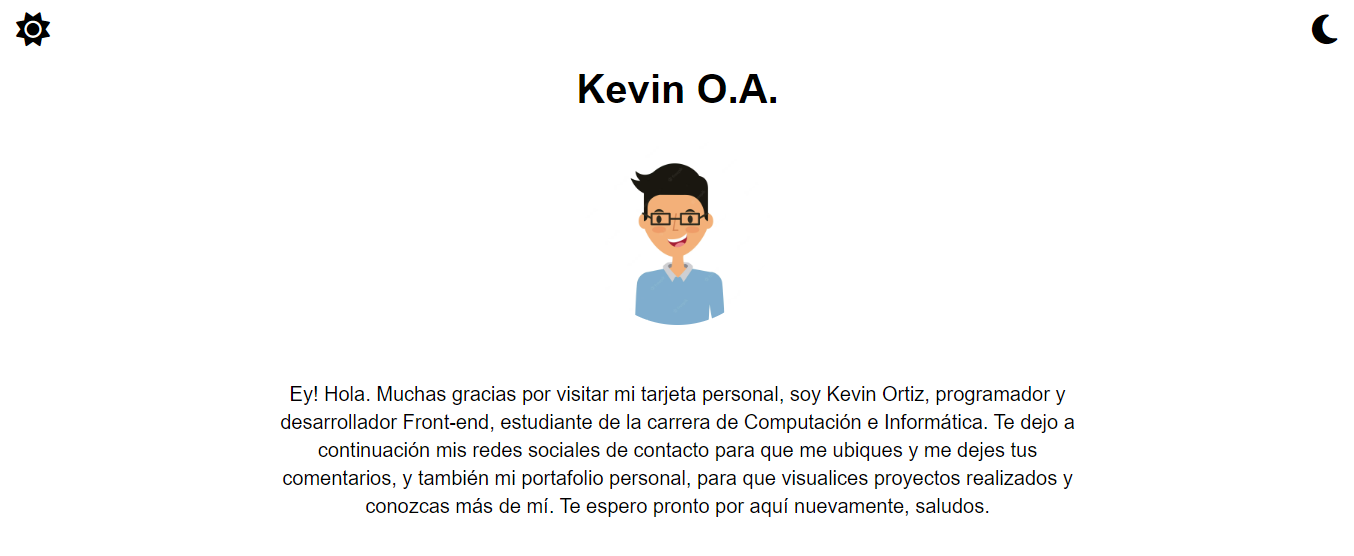 Kevin O.A.
Ey! Hola. Muchas gracias por visitar mi tarjeta personal, soy Kevin Ortiz, programador y
desarrollador Front-end, estudiante de la carrera de Computación e Informática. Te dejo a
continuación mis redes sociales de contacto para que me ubiques y me dejes tus
comentarios, y también mi portafolio personal, para que visualices proyectos realizados y
conozcas más de mí. Te espero pronto por aquí nuevamente, saludos.